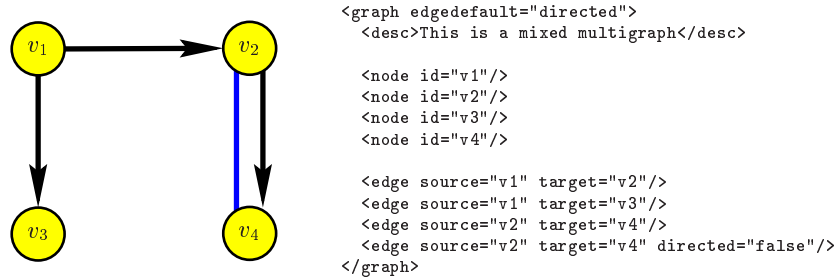 v1
v2
v3
v4
<graph edgedefault="directed">
  <desc>This is a mixed multigraph</desc>
  <node id="v1"/>
  <node id="v2"/>
  <node id="v3"/>
  <node id="v4"/>
  <edge source="v1" target="v2"/>
  <edge source="v1" target="v3"/>
  <edge source="v2" target="v4"/>
  <edge source="v2" target="v4" directed="false"/>
</graph>